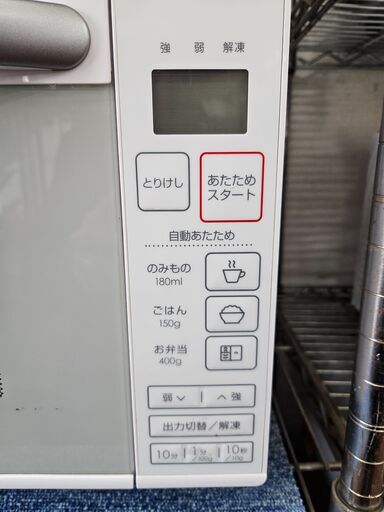 強 弱 解凍
とりけし
あたため
スタート
自動あたため
のみもの
180ml
ごはん
150g
お弁当
400g
弱 ∨ ∧ 強
出力切替/解凍
10分 1分/100g 10秒/10g